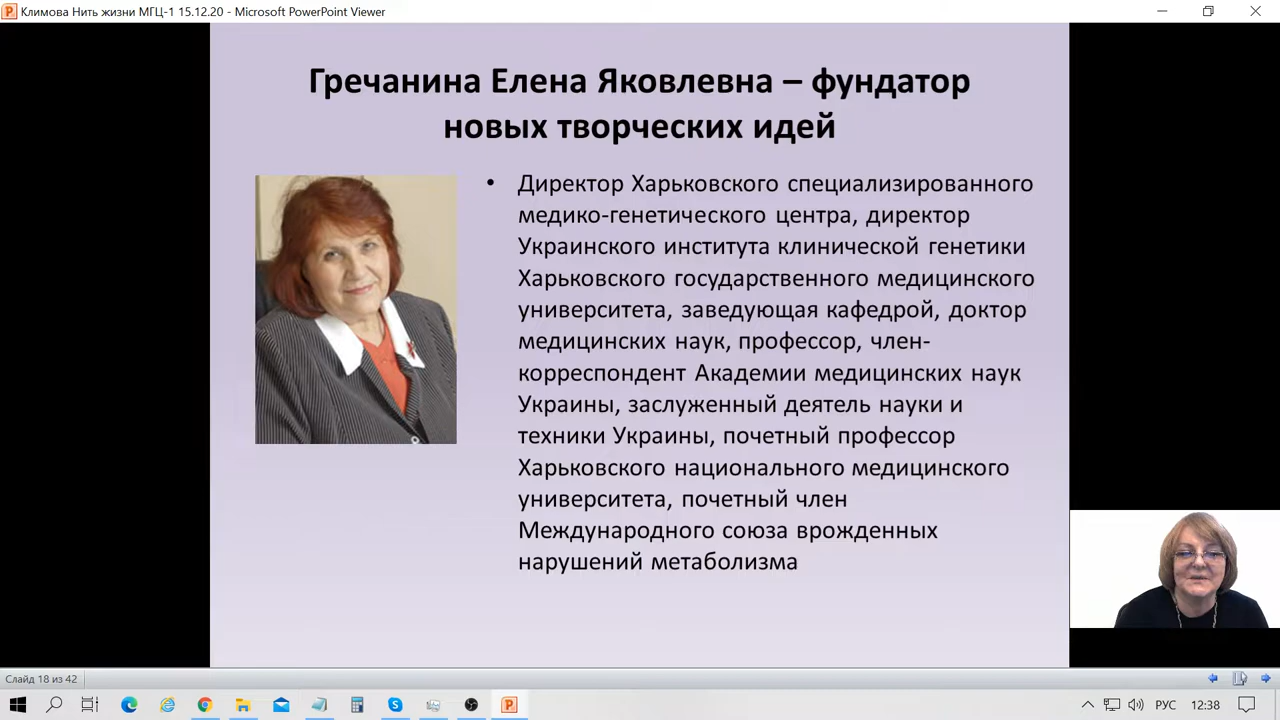 Климова Нить жизни МГЦ-1 15.12.20 - Microsoft PowerPoint Viewer
Гречанина Елена Яковлевна – фундатор
новых творческих идей
• Директор Харьковского специализированного
медико-генетического центра, директор
Украинского института клинической генетики
Харьковского государственного медицинского
университета, заведующая кафедрой, доктор
медицинских наук, профессор, член-
корреспондент Академии медицинских наук
Украины, заслуженный деятель науки и
техники Украины, почетный профессор
Харьковского национального медицинского
университета, почетный член
Международного союза врожденных
нарушений метаболизма
Слайд 18 из 42
РУС
12:38